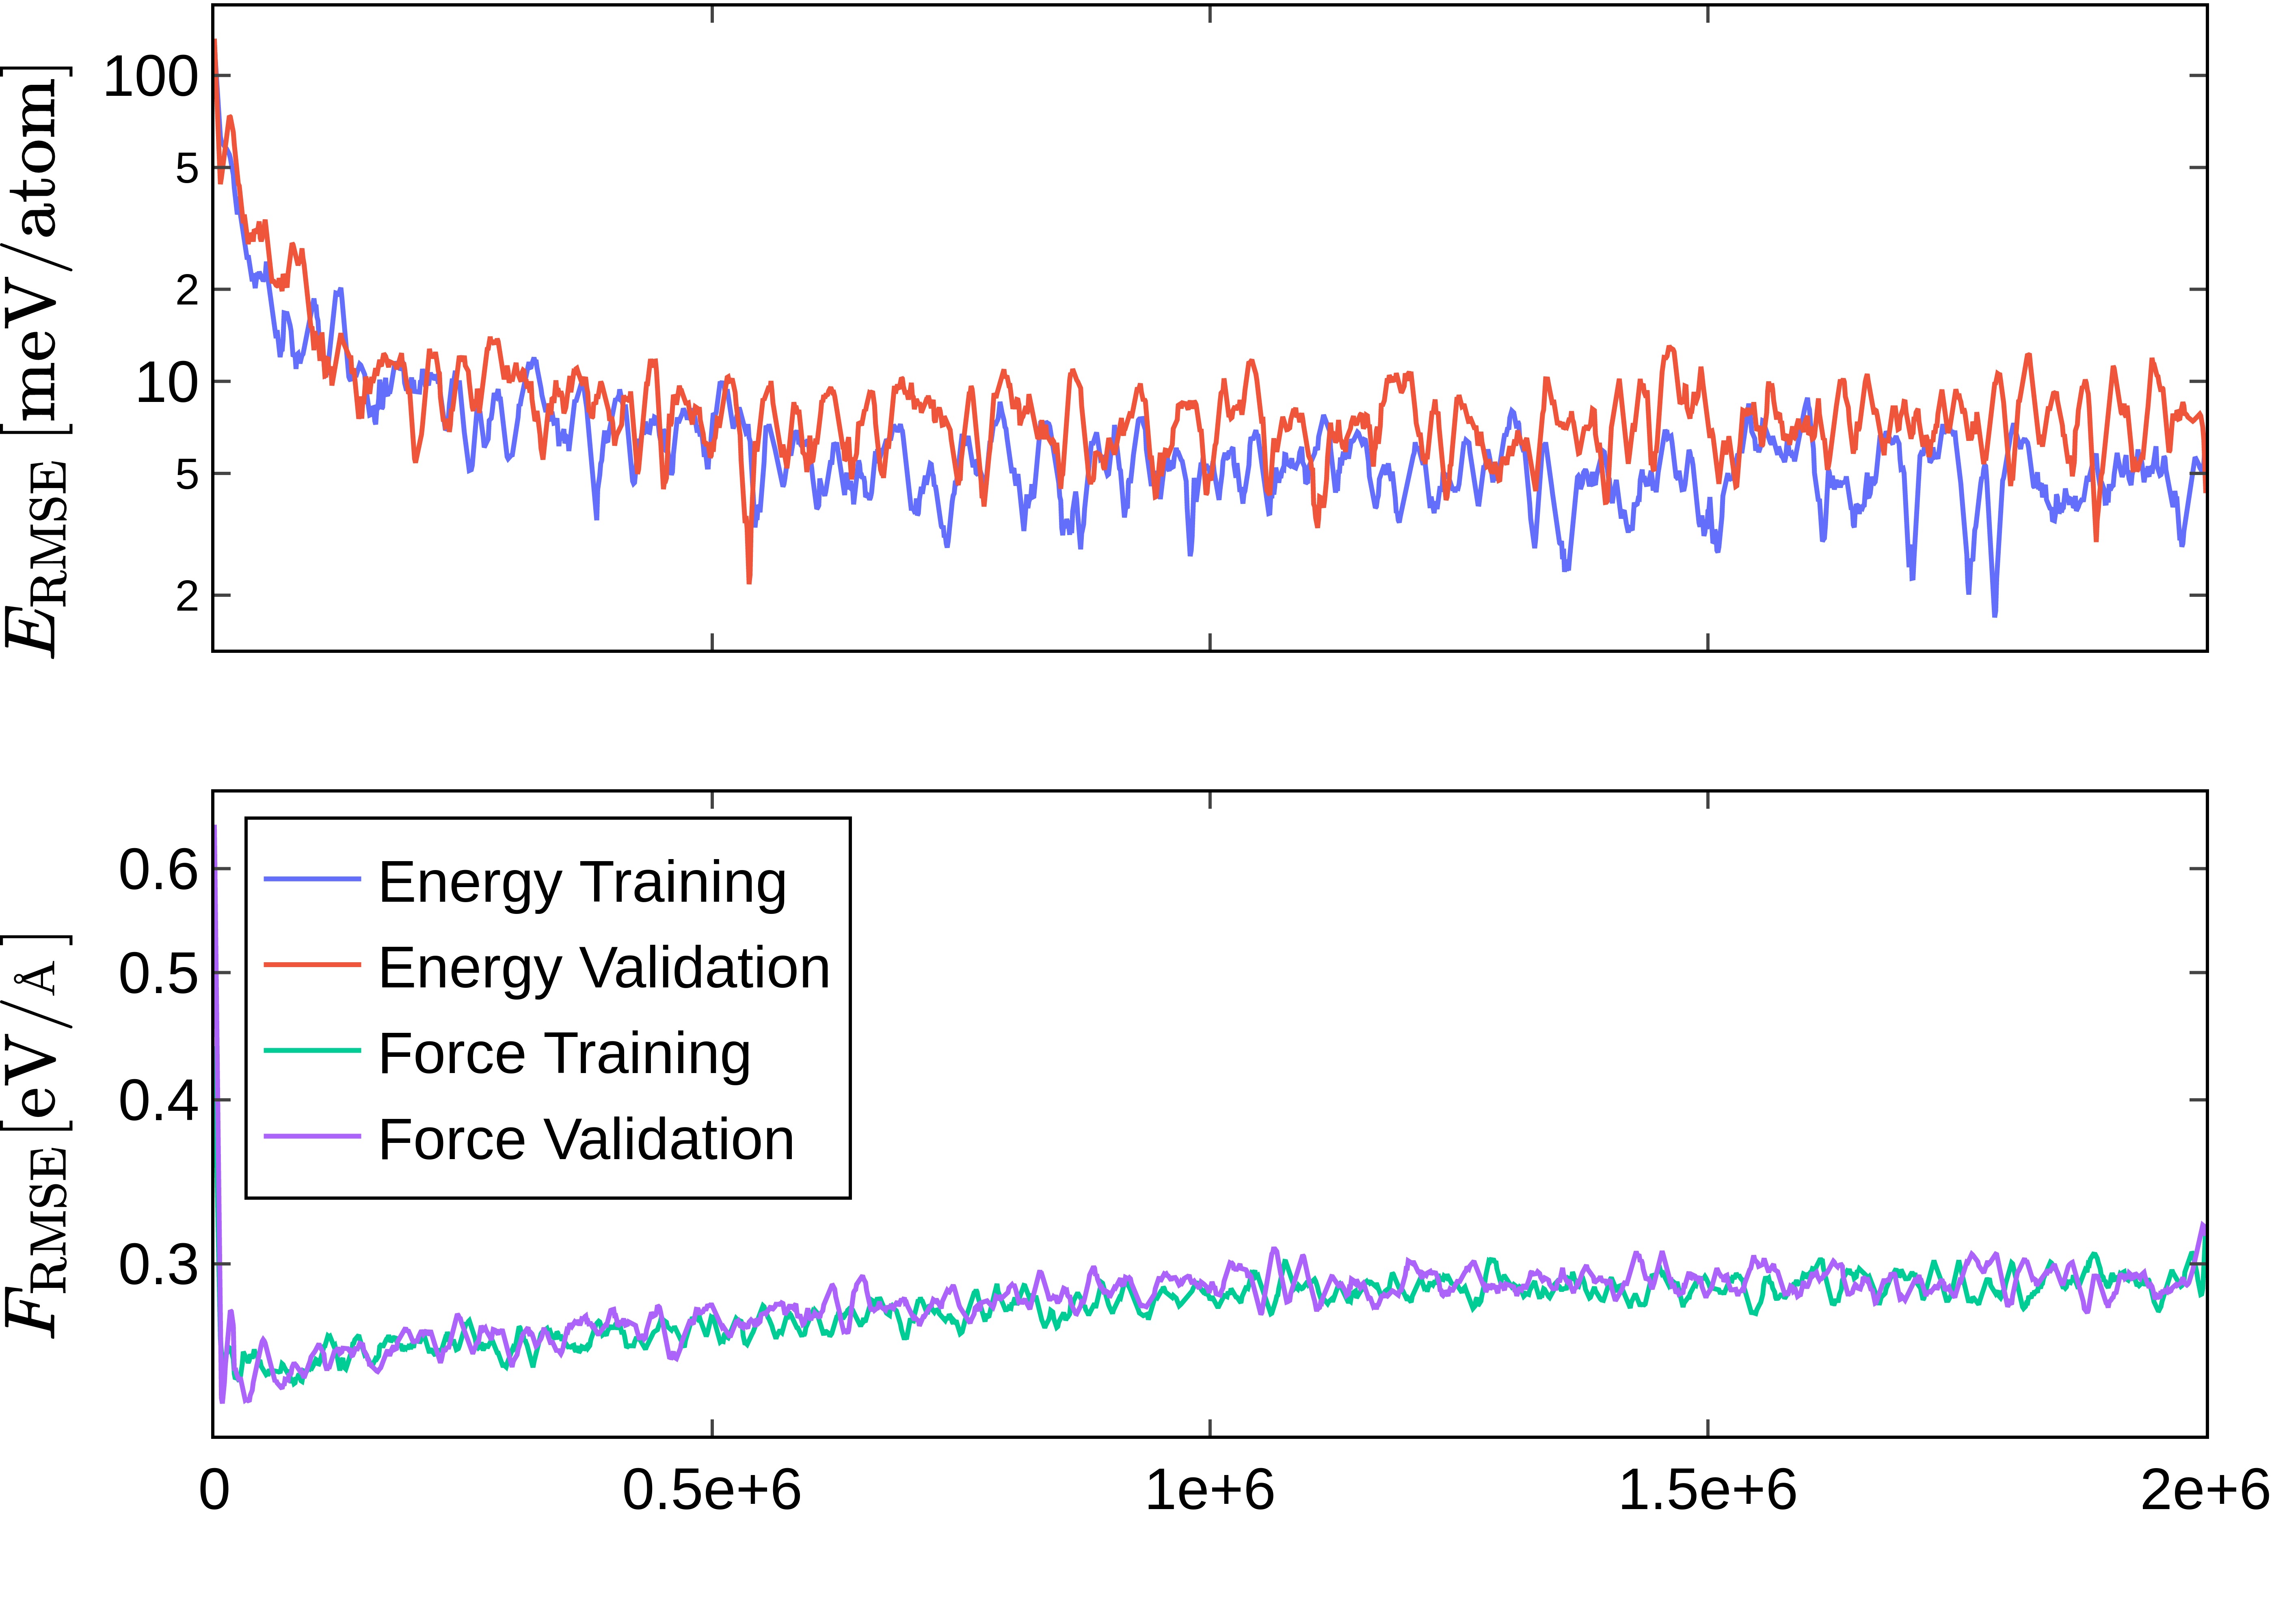 E_RMSE [meV/atom]
100
5
2
10
5
2
F_RMSE [eV/Å]
0.6
0.5
0.4
0.3
Energy Training
Energy Validation
Force Training
Force Validation
0 0.5e+6 1e+6 1.5e+6 2e+6